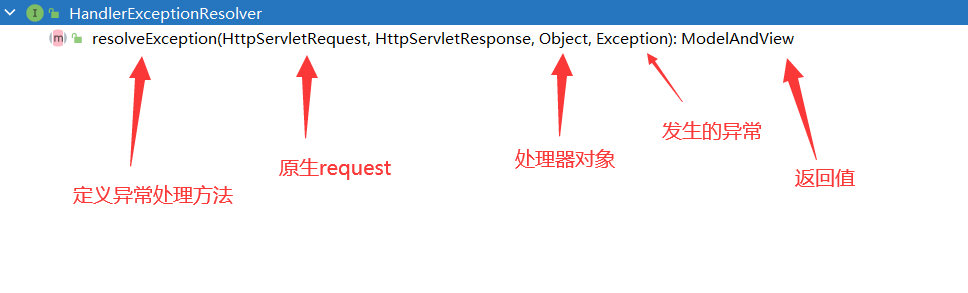 HandlerExceptionResolver
resolveException(HttpServletRequest, HttpServletResponse, Object, Exception): ModelAndView
发生的异常
处理器对象
原生request
返回值
定义异常处理方法